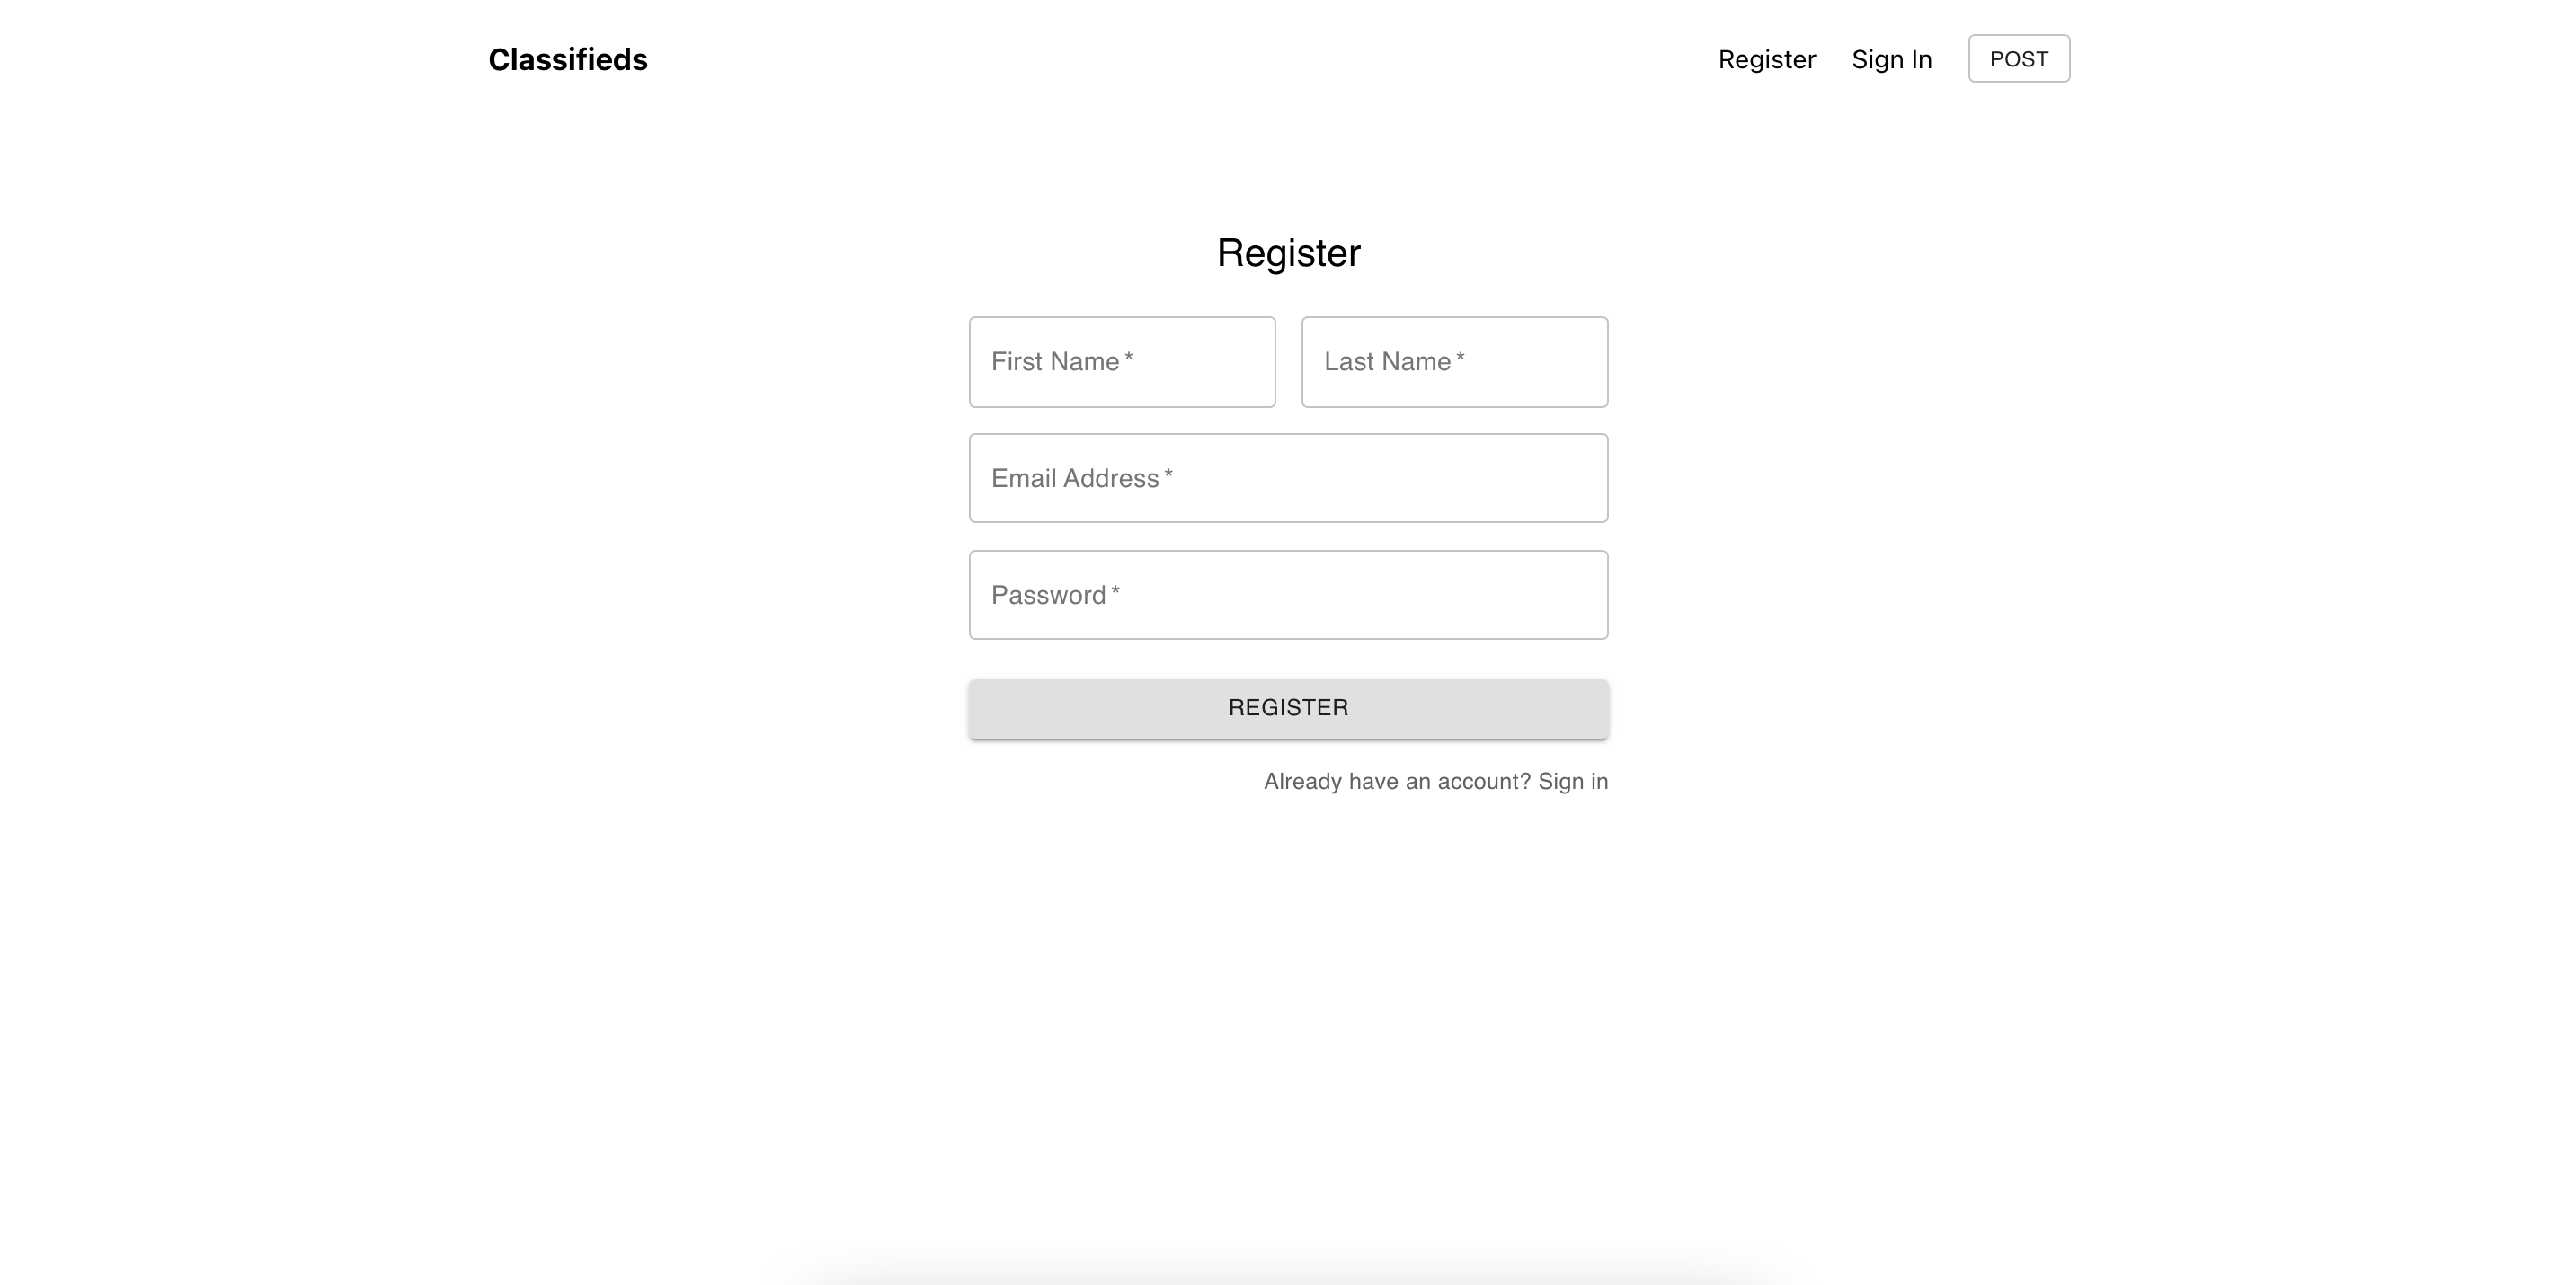 Classifieds
Register
Sign In
POST
Register
First Name *
Last Name *
Email Address *
Password *
REGISTER
Already have an account? Sign in